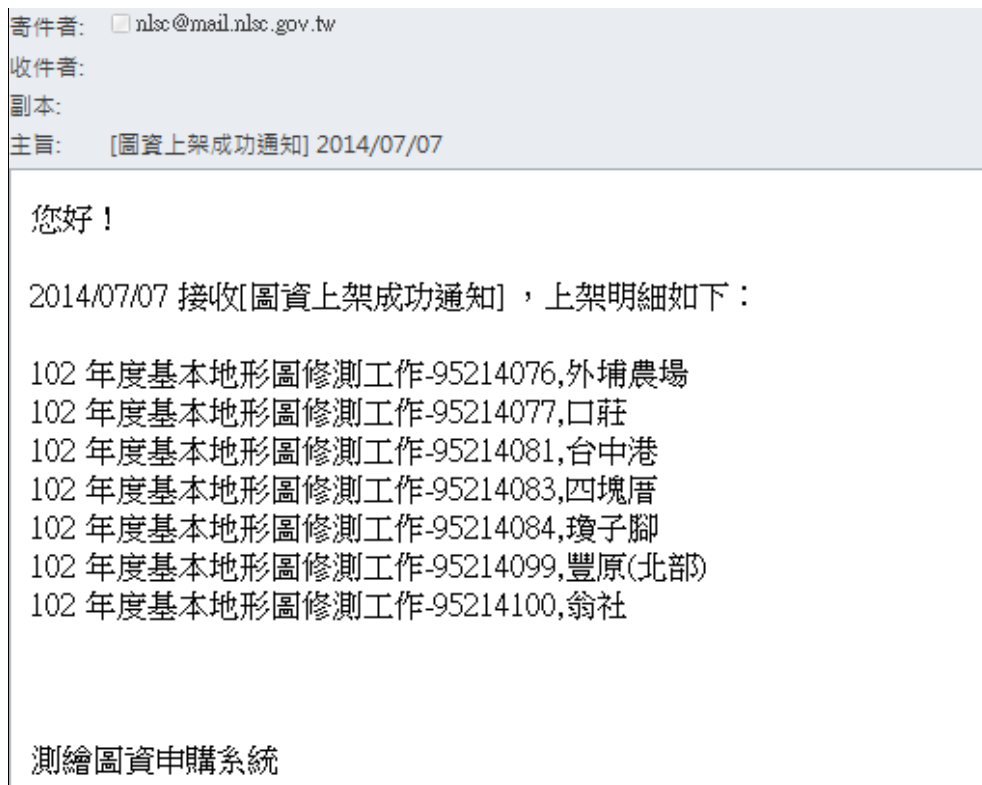 寄件者: nlsc@mail.nlsc.gov.tw
收件者:
副本:
主旨: [圖資上架成功通知] 2014/07/07
您好！
2014/07/07 接收[圖資上架成功通知] ，上架明細如下：
102 年度基本地形圖修測工作-95214076,外埔農場
102 年度基本地形圖修測工作-95214077,口莊
102 年度基本地形圖修測工作-95214081,台中港
102 年度基本地形圖修測工作-95214083,四塊厝
102 年度基本地形圖修測工作-95214084,瓊子腳
102 年度基本地形圖修測工作-95214099,豐原(北部)
102 年度基本地形圖修測工作-95214100,翁社
測繪圖資申購系統